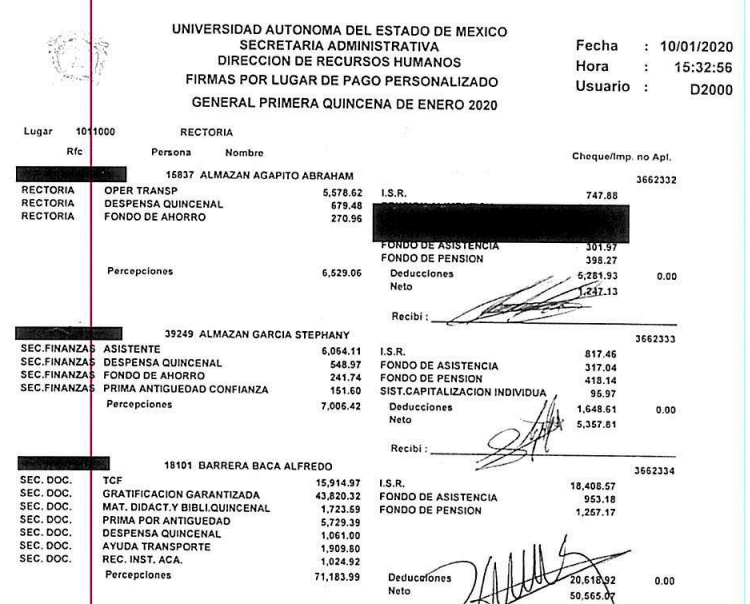 UNIVERSIDAD AUTONOMA DEL ESTADO DE MEXICO
SECRETARIA ADMINISTRATIVA
DIRECCION DE RECURSOS HUMANOS
FIRMAS POR LUGAR DE PAGO PERSONALIZADO
GENERAL PRIMERA QUINCENA DE ENERO 2020
Fecha : 10/01/2020
Hora : 15:32:56
Usuario : D2000
Lugar 1011000 RECTORIA
Rfc Persona Nombre Cheque/Imp. no Apl.
15837 ALMAZAN AGAPITO ABRAHAM 3662332
RECTORIA OPER TRANSP 5,578.62 I.S.R. 747.88
RECTORIA DESPENSA QUINCENAL 679.48
RECTORIA FONDO DE AHORRO 270.96
FONDO DE ASISTENCIA 301.97
FONDO DE PENSION 398.27
Percepciones 6,529.06 Deducciones 5,281.93 0.00
Neto 1,247.13
Recibi :
39249 ALMAZAN GARCIA STEPHANY 3662333
SEC.FINANZAS ASISTENTE 6,064.11 I.S.R. 817.46
SEC.FINANZAS DESPENSA QUINCENAL 548.97 FONDO DE ASISTENCIA 317.04
SEC.FINANZAS FONDO DE AHORRO 241.74 FONDO DE PENSION 418.14
SEC.FINANZAS PRIMA ANTIGUEDAD CONFIANZA 151.60 SIST.CAPITALIZACION INDIVIDUA 95.97
Percepciones 7,006.42 Deducciones 1,648.61 0.00
Neto 5,357.81
Recibi :
18101 BARRERA BACA ALFREDO 3662334
SEC. DOC. TCF 15,914.97 I.S.R. 18,408.57
SEC. DOC. GRATIFICACION GARANTIZADA 43,820.32 FONDO DE ASISTENCIA 953.18
SEC. DOC. MAT. DIDACT.Y BIBLI.QUINCENAL 1,723.59 FONDO DE PENSION 1,257.17
SEC. DOC. PRIMA POR ANTIGUEDAD 5,729.39
SEC. DOC. DESPENSA QUINCENAL 1,061.00
SEC. DOC. AYUDA TRANSPORTE 1,909.80
SEC. DOC. REC. INST. ACA. 1,024.92
Percepciones 71,183.99 Deducciones 20,618.92 0.00
Neto 50,565.07